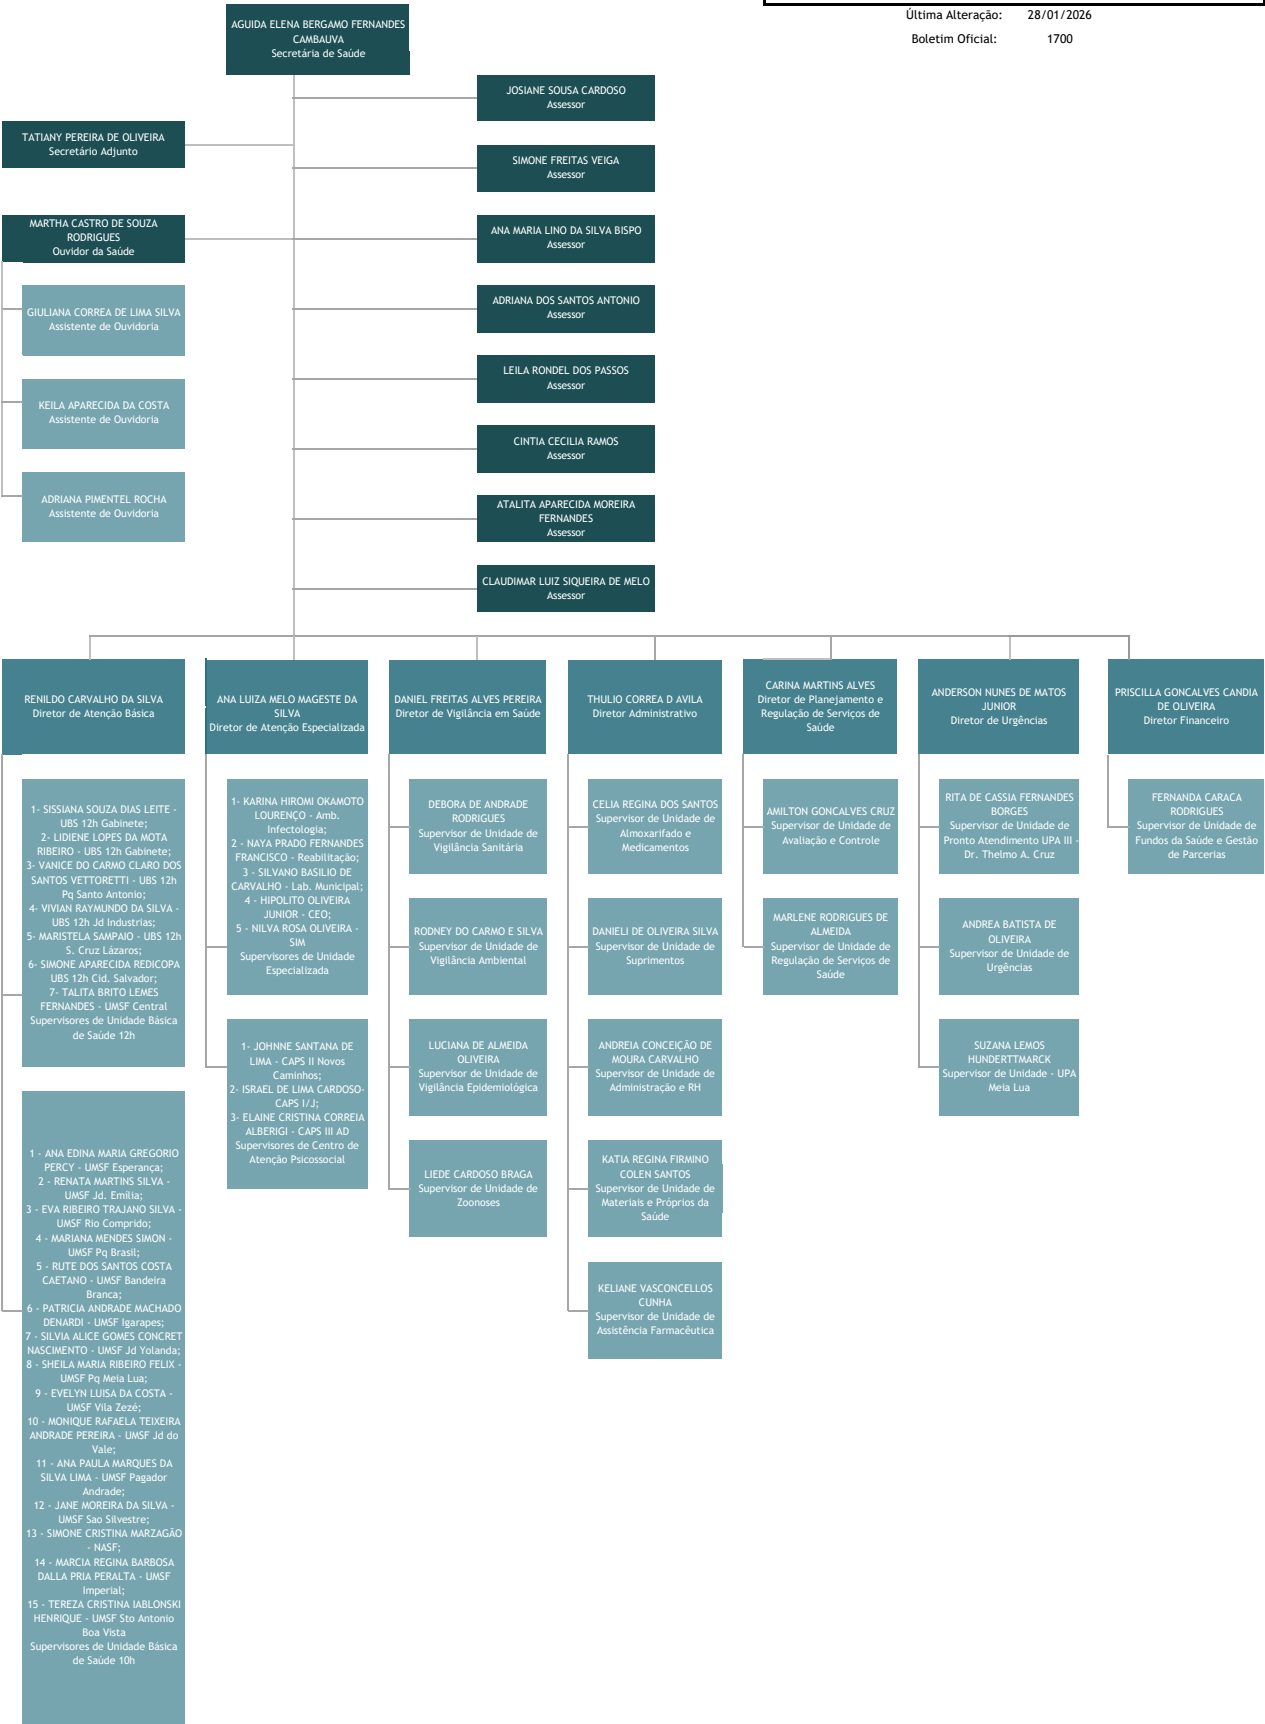 Última Alteração: 28/01/2026
Boletim Oficial: 1700
AGUIDA ELENA BERGAMO FERNANDES
CAMBAUVA
Secretária de Saúde
JOSIANE SOUSA CARDOSO
Assessor
TATIANY PEREIRA DE OLIVEIRA
Secretário Adjunto
SIMONE FREITAS VEIGA
Assessor
MARTHA CASTRO DE SOUZA
RODRIGUES
Ouvidor da Saúde
ANA MARIA LINO DA SILVA BISPO
Assessor
GIULIANA CORREA DE LIMA SILVA
Assistente de Ouvidoria
ADRIANA DOS SANTOS ANTONIO
Assessor
LEILA RONDEL DOS PASSOS
Assessor
KEILA APARECIDA DA COSTA
Assistente de Ouvidoria
CINTIA CECILIA RAMOS
Assessor
ADRIANA PIMENTEL ROCHA
Assistente de Ouvidoria
ATALITA APARECIDA MOREIRA
FERNANDES
Assessor
CLAUDIMAR LUIZ SIQUEIRA DE MELO
Assessor
RENILDO CARVALHO DA SILVA
Diretor de Atenção Básica
ANA LUIZA MELO MAGESTE DA
SILVA
Diretor de Atenção Especializada
DANIEL FREITAS ALVES PEREIRA
Diretor de Vigilância em Saúde
THULIO CORREA D AVILA
Diretor Administrativo
CARINA MARTINS ALVES
Diretor de Planejamento e
Regulação de Serviços de
Saúde
ANDERSON NUNES DE MATOS
JUNIOR
Diretor de Urgências
PRISCILLA GONCALVES CANDIA
DE OLIVEIRA
Diretor Financeiro
1- SISSIANA SOUZA DIAS LEITE -
UBS 12h Gabinete;
2- LIDIENE LOPES DA MOTA
RIBEIRO - UBS 12h Gabinete;
3- VANICE DO CARMO CLARO DOS
SANTOS VETTORETTI - UBS 12h
Pq Santo Antonio;
4- VIVIAN RAYMUNDO DA SILVA -
UBS 12h Jd Industrias;
5- MARISTELA SAMPAIO - UBS 12h
S. Cruz Lázaros;
6- SIMONE APARECIDA REDICOPA
UBS 12h Cid. Salvador;
7- TALITA BRITO LEMES
FERNANDES - UMSF Central
Supervisores de Unidade Básica
de Saúde 12h
1 - ANA EDINA MARIA GREGORIO
PERCY - UMSF Esperança;
2 - RENATA MARTINS SILVA -
UMSF Jd. Emília;
3 - EVA RIBEIRO TRAJANO SILVA -
UMSF Rio Comprido;
4 - MARIANA MENDES SIMON -
UMSF Pq Brasil;
5 - RUTE DOS SANTOS COSTA
CAETANO - UMSF Bandeira
Branca;
6 - PATRICIA ANDRADE MACHADO
DENARDI - UMSF Igarapes;
7 - SILVIA ALICE GOMES CONCRET
NASCIMENTO - UMSF Jd Yolanda;
8 - SHEILA MARIA RIBEIRO FELIX -
UMSF Pq Meia Lua;
9 - EVELYN LUISA DA COSTA -
UMSF Vila Zezé;
10 - MONIQUE RAFAELA TEIXEIRA
ANDRADE PEREIRA - UMSF Jd do
Vale;
11 - ANA PAULA MARQUES DA
SILVA LIMA - UMSF Pagador
Andrade;
12 - JANE MOREIRA DA SILVA -
UMSF Sao Silvestre;
13 - SIMONE CRISTINA MARZAGÃO
- NASF;
14 - MARCIA REGINA BARBOSA
DALLA PRIA PERALTA - UMSF
Imperial;
15 - TEREZA CRISTINA IABLONSKI
HENRIQUE - UMSF Sto Antonio
Boa Vista
Supervisores de Unidade Básica
de Saúde 10h
1- KARINA HIROMI OKAMOTO
LOURENÇO - Amb.
Infectologia;
2 - NAYA PRADO FERNANDES
FRANCISCO - Reabilitação;
3 - SILVANO BASILIO DE
CARVALHO - Lab. Municipal;
4 - HIPOLITO OLIVEIRA
JUNIOR - CEO;
5 - NILVA ROSA OLIVEIRA -
SIM
Supervisores de Unidade
Especializada
1- JOHNNE SANTANA DE
LIMA - CAPS II Novos
Caminhos;
2- ISRAEL DE LIMA CARDOSO-
CAPS I/J;
3- ELAINE CRISTINA CORREIA
ALBERIGI - CAPS III AD
Supervisores de Centro de
Atenção Psicossocial
DEBORA DE ANDRADE
RODRIGUES
Supervisor de Unidade de
Vigilância Sanitária
RODNEY DO CARMO E SILVA
Supervisor de Unidade de
Vigilância Ambiental
LUCIANA DE ALMEIDA
OLIVEIRA
Supervisor de Unidade de
Vigilância Epidemiológica
LIEDE CARDOSO BRAGA
Supervisor de Unidade de
Zoonoses
CELIA REGINA DOS SANTOS
Supervisor de Unidade de
Almoxarifado e
Medicamentos
DANIELI DE OLIVEIRA SILVA
Supervisor de Unidade de
Suprimentos
ANDREIA CONCEIÇÃO DE
MOURA CARVALHO
Supervisor de Unidade de
Administração e RH
KATIA REGINA FIRMINO
COLEN SANTOS
Supervisor de Unidade de
Materiais e Próprios da
Saúde
KELIANE VASCONCELLOS
CUNHA
Supervisor de Unidade de
Assistência Farmacêutica
AMILTON GONCALVES CRUZ
Supervisor de Unidade de
Avaliação e Controle
MARLENE RODRIGUES DE
ALMEIDA
Supervisor de Unidade de
Regulação de Serviços de
Saúde
RITA DE CASSIA FERNANDES
BORGES
Supervisor de Unidade de
Pronto Atendimento UPA III -
Dr. Thelmo A. Cruz
ANDREA BATISTA DE
OLIVEIRA
Supervisor de Unidade de
Urgências
SUZANA LEMOS
HUNDERTTMARCK
Supervisor de Unidade - UPA
Meia Lua
FERNANDA CARACA
RODRIGUES
Supervisor de Unidade de
Fundos da Saúde e Gestão
de Parcerias